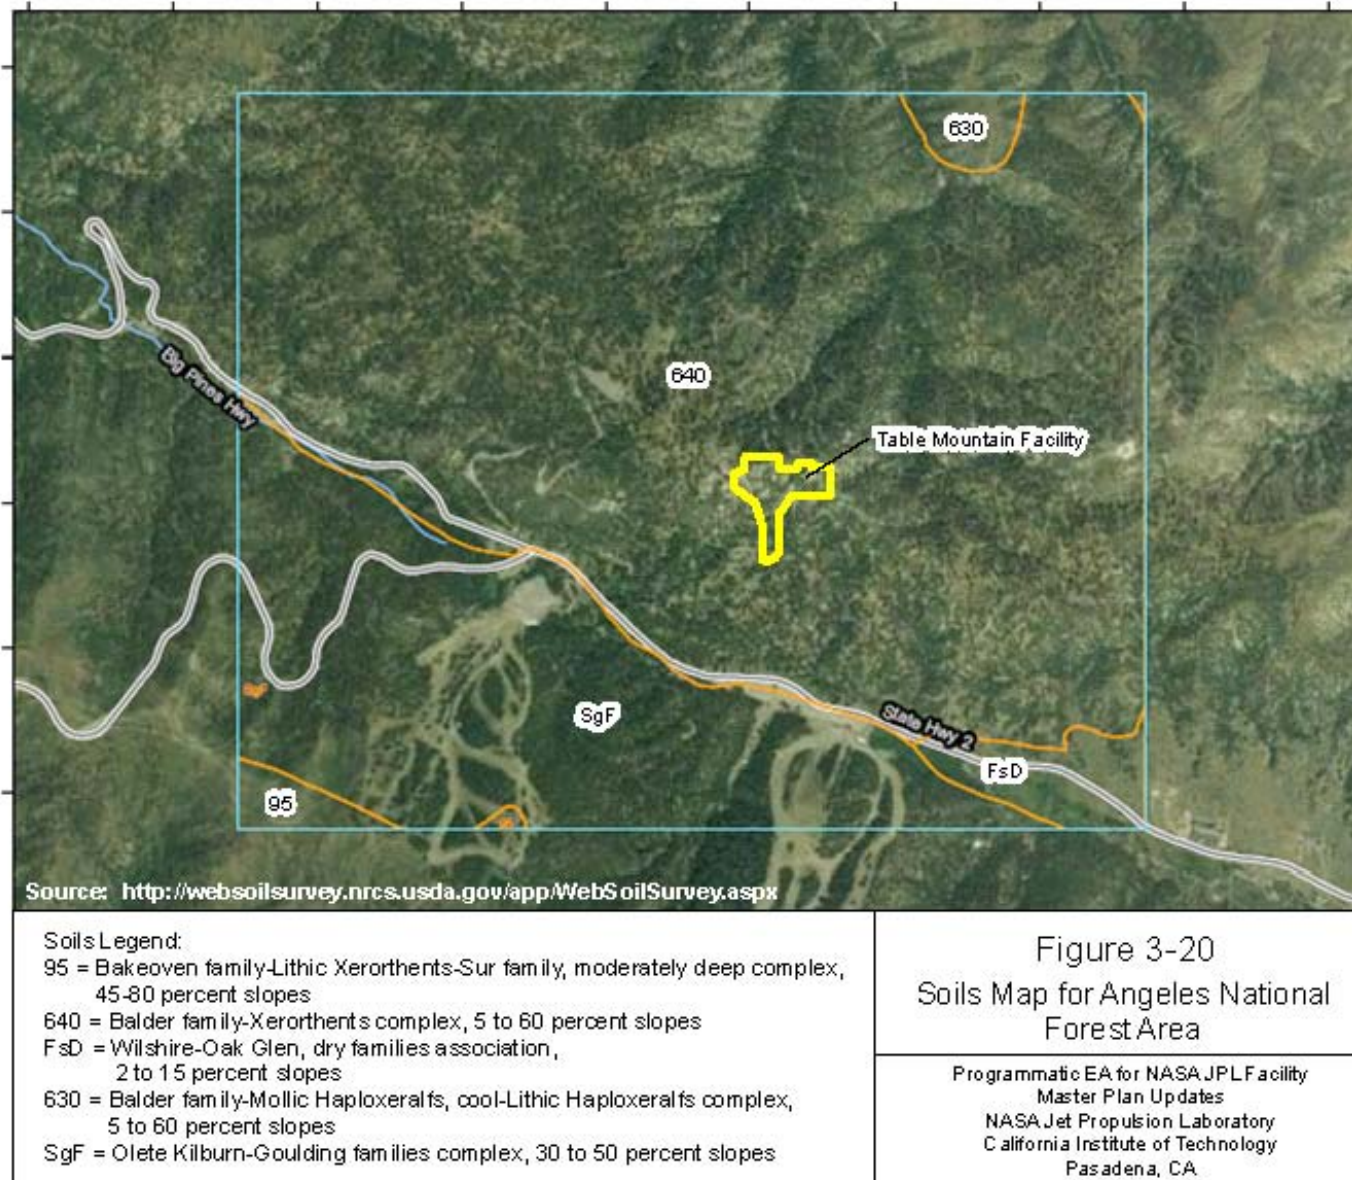 630
640
Table Mountain Facility
Big Pines Hwy
SgF
SgF
State Hwy 2
FsD
95
Source: http://websoilsurvey.nrcs.usda.gov/app/WebSoilSurvey.aspx
Soils Legend:
95 = Bakeoven family-Lithic Xerorthents-Sur family, moderately deep complex,
45-80 percent slopes
640 = Balder family-Xerorthents complex, 5 to 60 percent slopes
FsD = Wilshire-Oak Glen, dry families association,
2 to 15 percent slopes
630 = Balder family-Mollic Haploxeralfs, cool-Lithic Haploxeralfs complex,
5 to 60 percent slopes
SgF = Olete Kilburn-Goulding families complex, 30 to 50 percent slopes
Figure 3-20
Soils Map for Angeles National
Forest Area
Programmatic EA for NASA JPL Facility
Master Plan Updates
NASA Jet Propulsion Laboratory
California Institute of Technology
Pasadena, CA